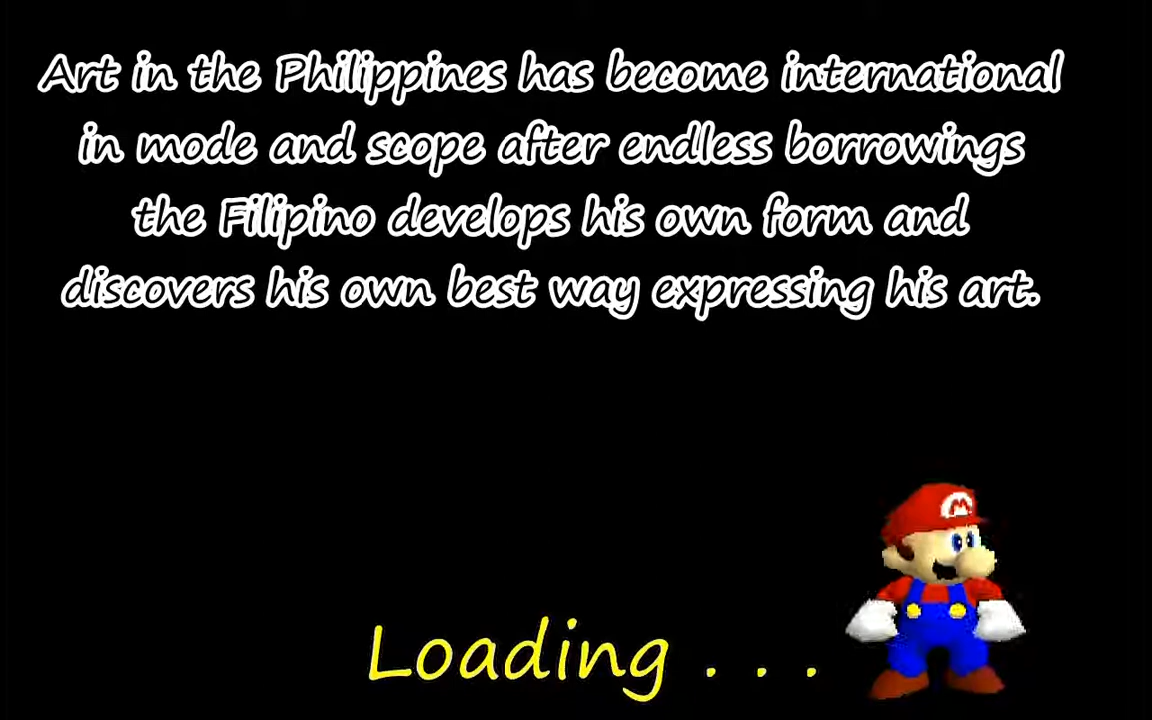 Art in the Philippines has become international
in mode and scope after endless borrowings
the Filipino develops his own form and
discovers his own best way expressing his art.
Loading . . .
M